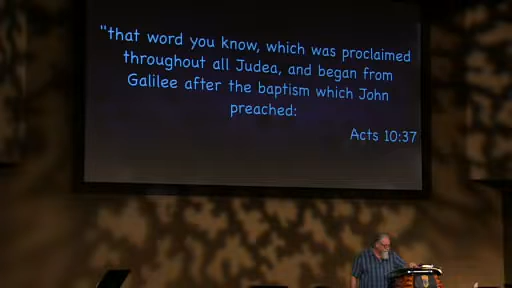 "that word you know, which was proclaimed
throughout all Judea, and began from
Galilee after the baptism which John
preached:
Acts 10:37